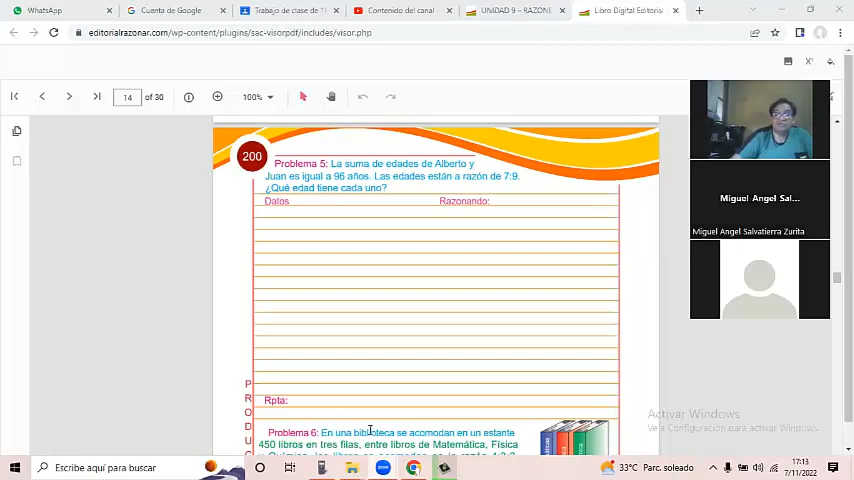 WhatsApp
Cuenta de Google
Trabajo de clase de 1
Contenido del canal
UNIDAD 9 – RAZONE
Libro Digital Editorial
editorialrazonar.com/wp-content/plugins/sac-visorpdf/includes/visor.php
14 of 30
100%
200
Problema 5: La suma de edades de Alberto y
Juan es igual a 96 años. Las edades están a razón de 7:9.
¿Qué edad tiene cada uno?
Datos Razonando:
Miguel Angel Sal...
Miguel Angel Salvatierra Zurita
P
R
O
D
U
Rpta:
Problema 6: En una biblioteca se acomodan en un estante
450 libros en tres filas, entre libros de Matemática, Física
Activar Windows
Ve a Configuración para activar Windows.
Escribe aquí para buscar
33°C Parc. soleado
17:13
7/11/2022